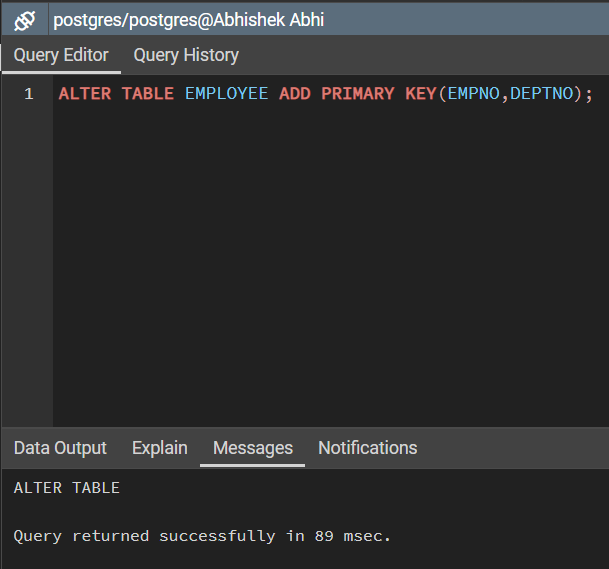 postgres/postgres@Abhishek Abhi
Query Editor Query History
1 ALTER TABLE EMPLOYEE ADD PRIMARY KEY(EMPNO,DEPTNO);
Data Output Explain Messages Notifications
ALTER TABLE
Query returned successfully in 89 msec.